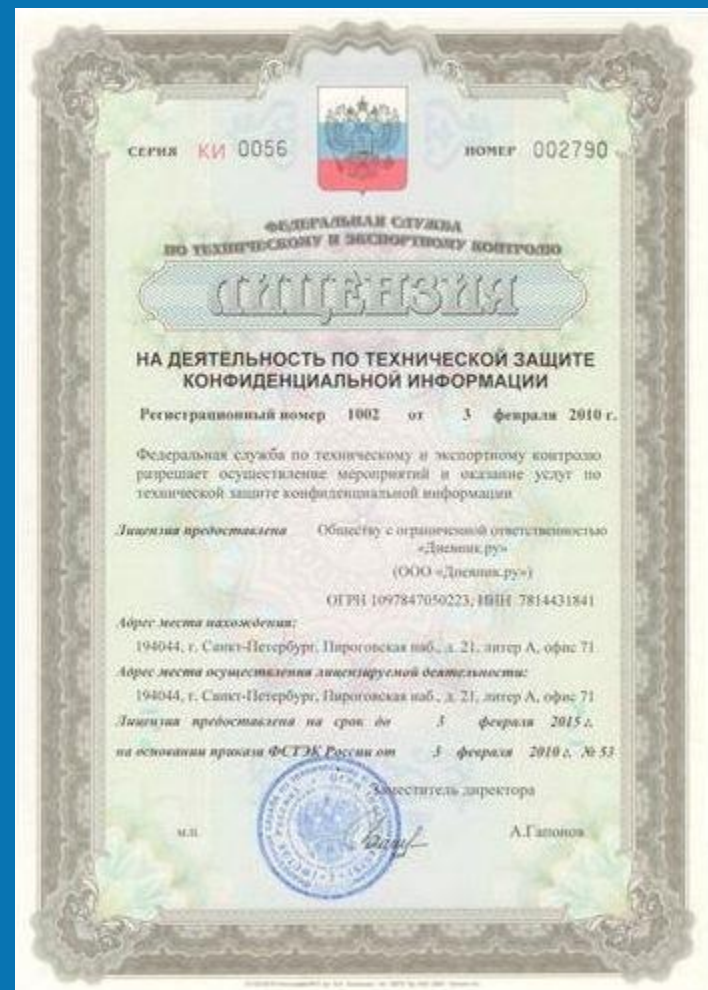 СЕРИЯ КИ 0056 НОМЕР 002790
ФЕДЕРАЛЬНАЯ СЛУЖБА
ПО ТЕХНИЧЕСКОМУ И ЭКСПОРТНОМУ КОНТРОЛЮ
ЛИЦЕНЗИЯ
НА ДЕЯТЕЛЬНОСТЬ ПО ТЕХНИЧЕСКОЙ ЗАЩИТЕ
КОНФИДЕНЦИАЛЬНОЙ ИНФОРМАЦИИ
Регистрационный номер 1002 от 3 февраля 2010 г.
Федеральная служба по техническому и экспортному контролю
разрешает осуществление мероприятий и оказание услуг по
технической защите конфиденциальной информации
Лицензия предоставлена Обществу с ограниченной ответственностью
«Дневник.ру»
(ООО «Дневник.ру»)
ОГРН 1097847050223, ИНН 7814431841
Адрес места нахождения:
194044, г. Санкт-Петербург, Пироговская наб., д. 21, литер А, офис 71
Адрес места осуществления лицензируемой деятельности:
194044, г. Санкт-Петербург, Пироговская наб., д. 21, литер А, офис 71
Лицензия предоставлена на срок до 3 февраля 2015 г.
на основании приказа ФСТЭК России от 3 февраля 2010 г. № 53
Заместитель директора
м.п. А.Гапонов